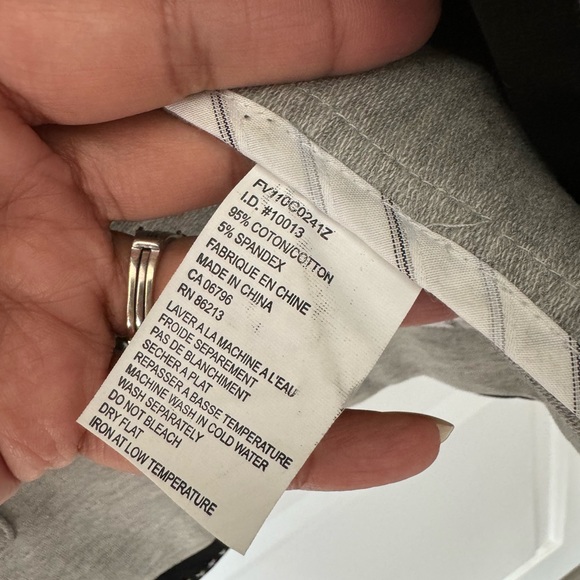 FV110C0241Z
I.D. #10013
95% COTON/COTTON
5% SPANDEX
FABRIQUE EN CHINE
MADE IN CHINA
CA 06796
RN 86213
LAVER A LA MACHINE A L'EAU
FROIDE SEPAREMENT
PAS DE BLANCHIMENT
SECHER A PLAT
REPASSER À BASSE TEMPERATURE
MACHINE WASH IN COLD WATER
WASH SEPARATELY
DO NOT BLEACH
DRY FLAT
IRON AT LOW TEMPERATURE